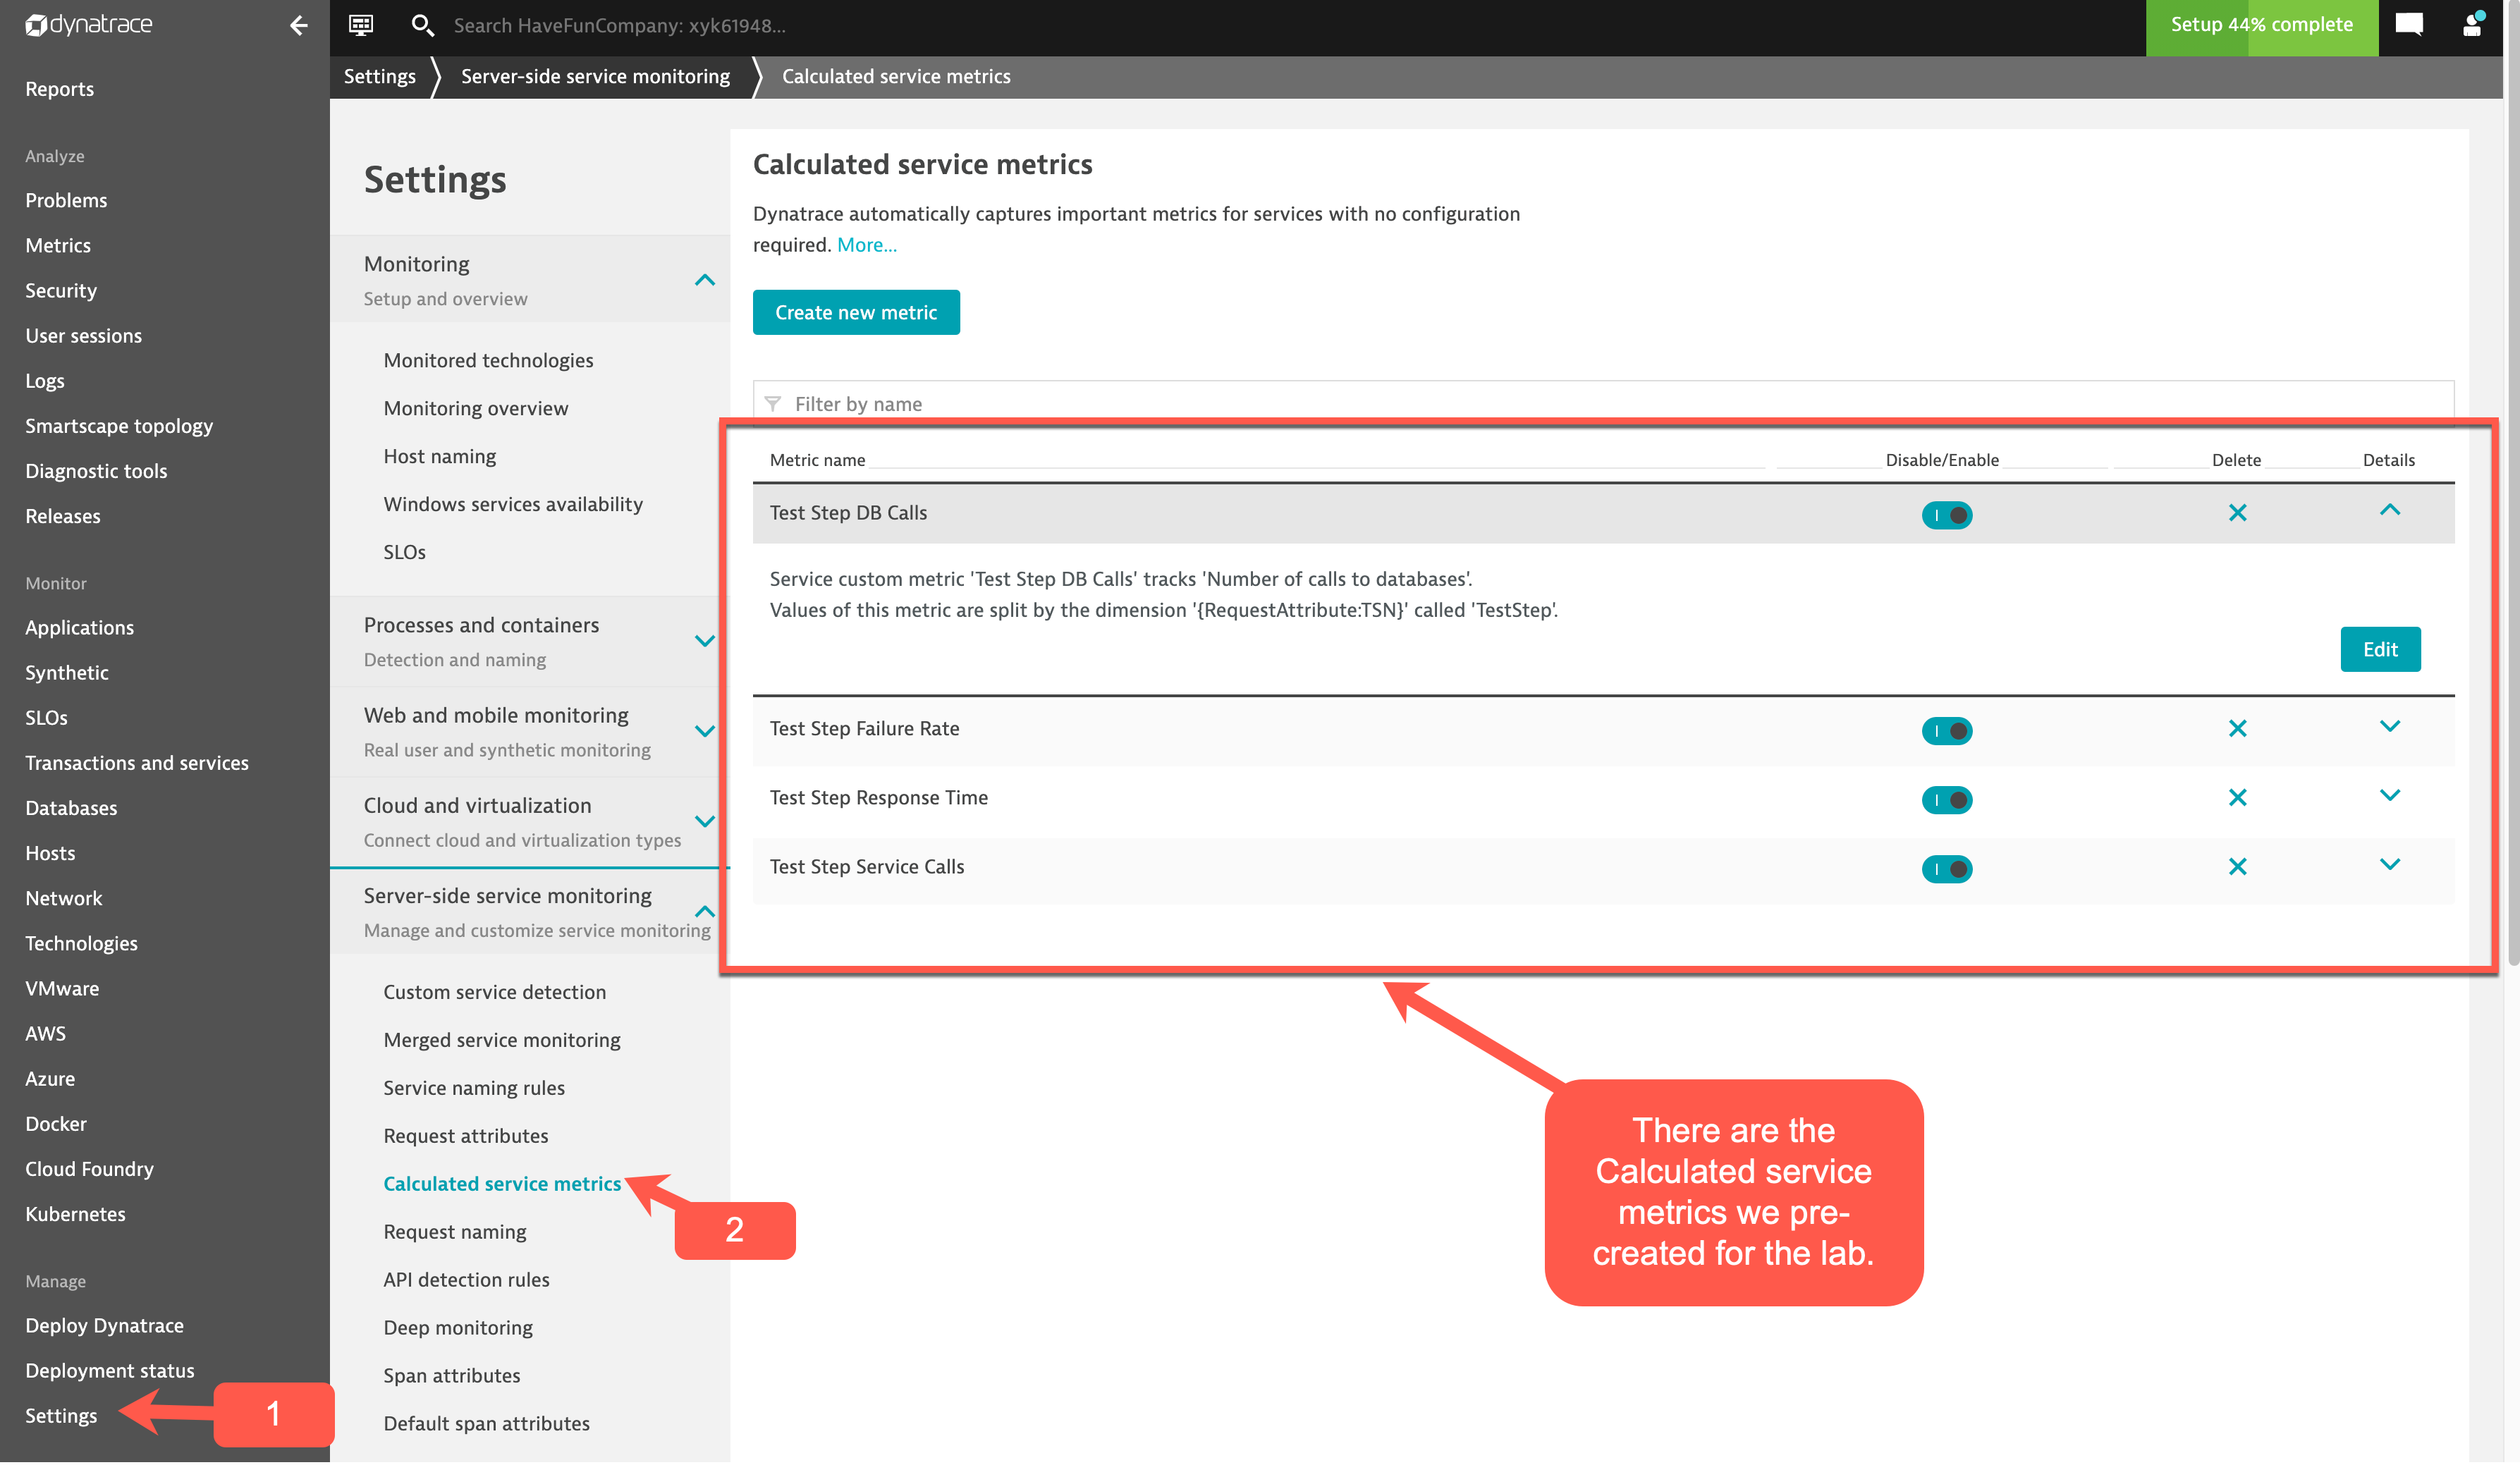 dynatrace
Search HaveFunCompany: xyk61948...
Setup 44% complete
Settings
Server-side service monitoring
Calculated service metrics
Reports
Analyze
Problems
Metrics
Security
User sessions
Logs
Smartscape topology
Diagnostic tools
Releases
Monitor
Applications
Synthetic
SLOs
Transactions and services
Databases
Hosts
Network
Technologies
VMware
AWS
Azure
Docker
Cloud Foundry
Kubernetes
Manage
Deploy Dynatrace
Deployment status
Settings
1
Settings
Monitoring
Setup and overview
Monitored technologies
Monitoring overview
Host naming
Windows services availability
SLOs
Processes and containers
Detection and naming
Web and mobile monitoring
Real user and synthetic monitoring
Cloud and virtualization
Connect cloud and virtualization types
Server-side service monitoring
Manage and customize service monitoring
Custom service detection
Merged service monitoring
Service naming rules
Request attributes
Calculated service metrics
2
Request naming
API detection rules
Deep monitoring
Span attributes
Default span attributes
Calculated service metrics
Dynatrace automatically captures important metrics for services with no configuration
required. More...
Create new metric
Filter by name
Metric name Disable/Enable Delete Details
Test Step DB Calls
Service custom metric 'Test Step DB Calls' tracks 'Number of calls to databases'.
Values of this metric are split by the dimension '{RequestAttribute:TSN}' called 'TestStep'.
Edit
Test Step Failure Rate
Test Step Response Time
Test Step Service Calls
There are the
Calculated service
metrics we pre-
created for the lab.